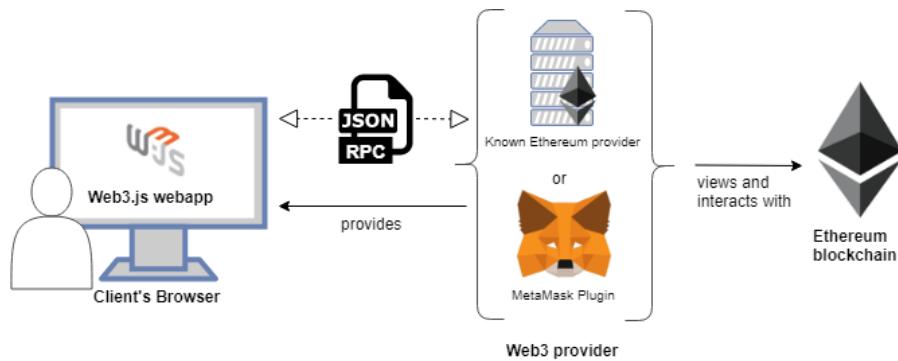 W3JS
Web3.js webapp
Client's Browser
JSON
RPC
provides
Known Ethereum provider
or
MetaMask Plugin
Web3 provider
views and
interacts with
Ethereum
blockchain